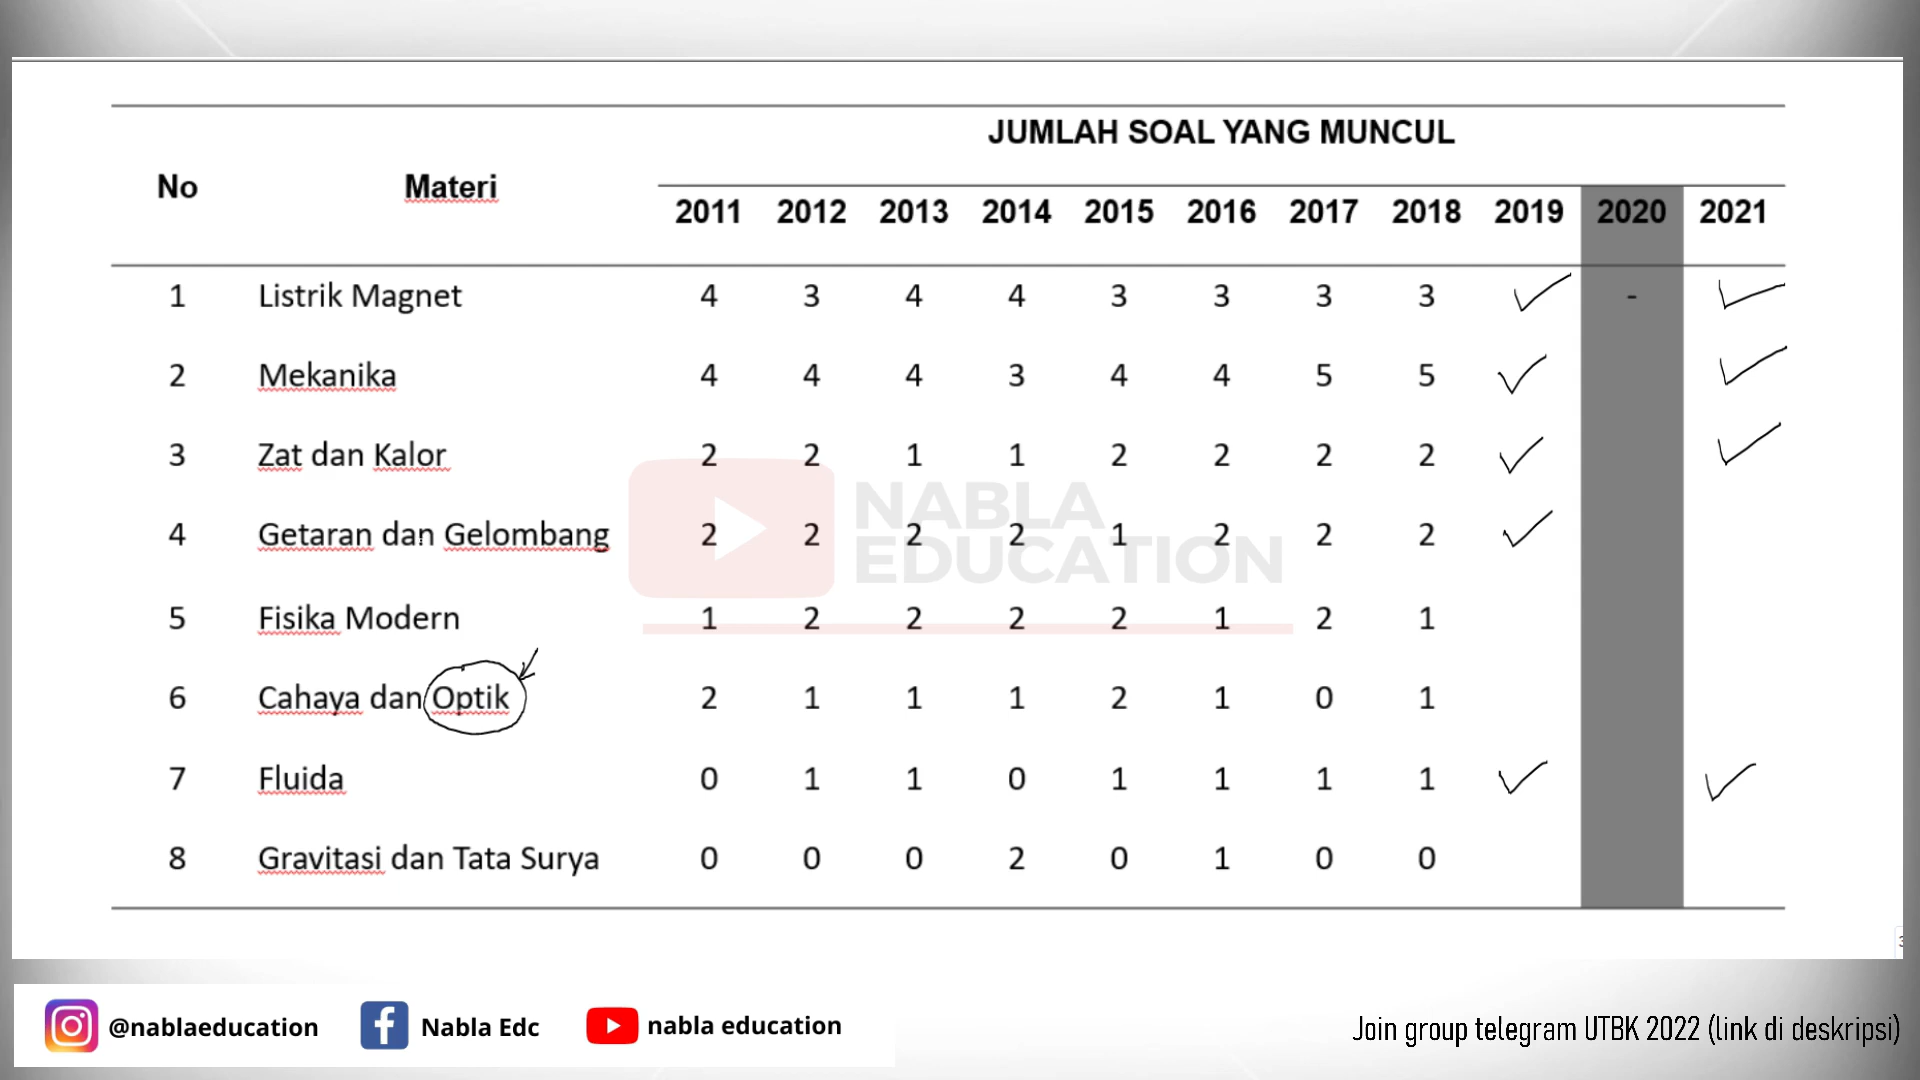 JUMLAH SOAL YANG MUNCUL
No Materi
2011 2012 2013 2014 2015 2016 2017 2018 2019 2020 2021
1 Listrik Magnet 4 3 4 4 3 3 3 3 ✓ - ✓
2 Mekanika 4 4 4 3 4 4 5 5 ✓ ✓
3 Zat dan Kalor 2 2 1 1 2 2 2 2 ✓ ✓
NABLA
4 Getaran dan Gelombang 2 2 2 2 1 2 2 2 ✓
EDUCATION
5 Fisika Modern 1 2 2 2 2 1 2 1
6 Cahaya dan Optik 2 1 1 1 2 1 0 1
7 Fluida 0 1 1 0 1 1 1 1 ✓ ✓
8 Gravitasi dan Tata Surya 0 0 0 2 0 1 0 0
@nablaeducation Nabla Edc nabla education
Join group telegram UTBK 2022 (link di deskripsi)